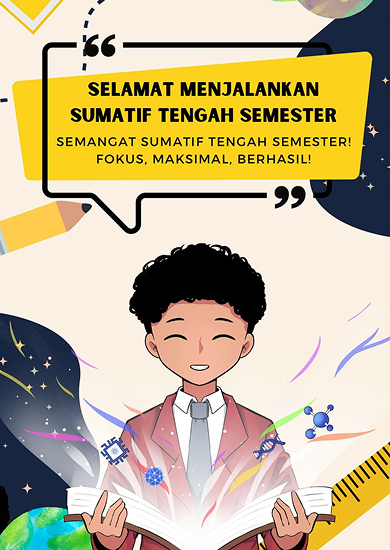 SELAMAT MENJALANKAN
SUMATIF TENGAH SEMESTER
SEMANGAT SUMATIF TENGAH SEMESTER!
FOKUS, MAKSIMAL, BERHASIL!